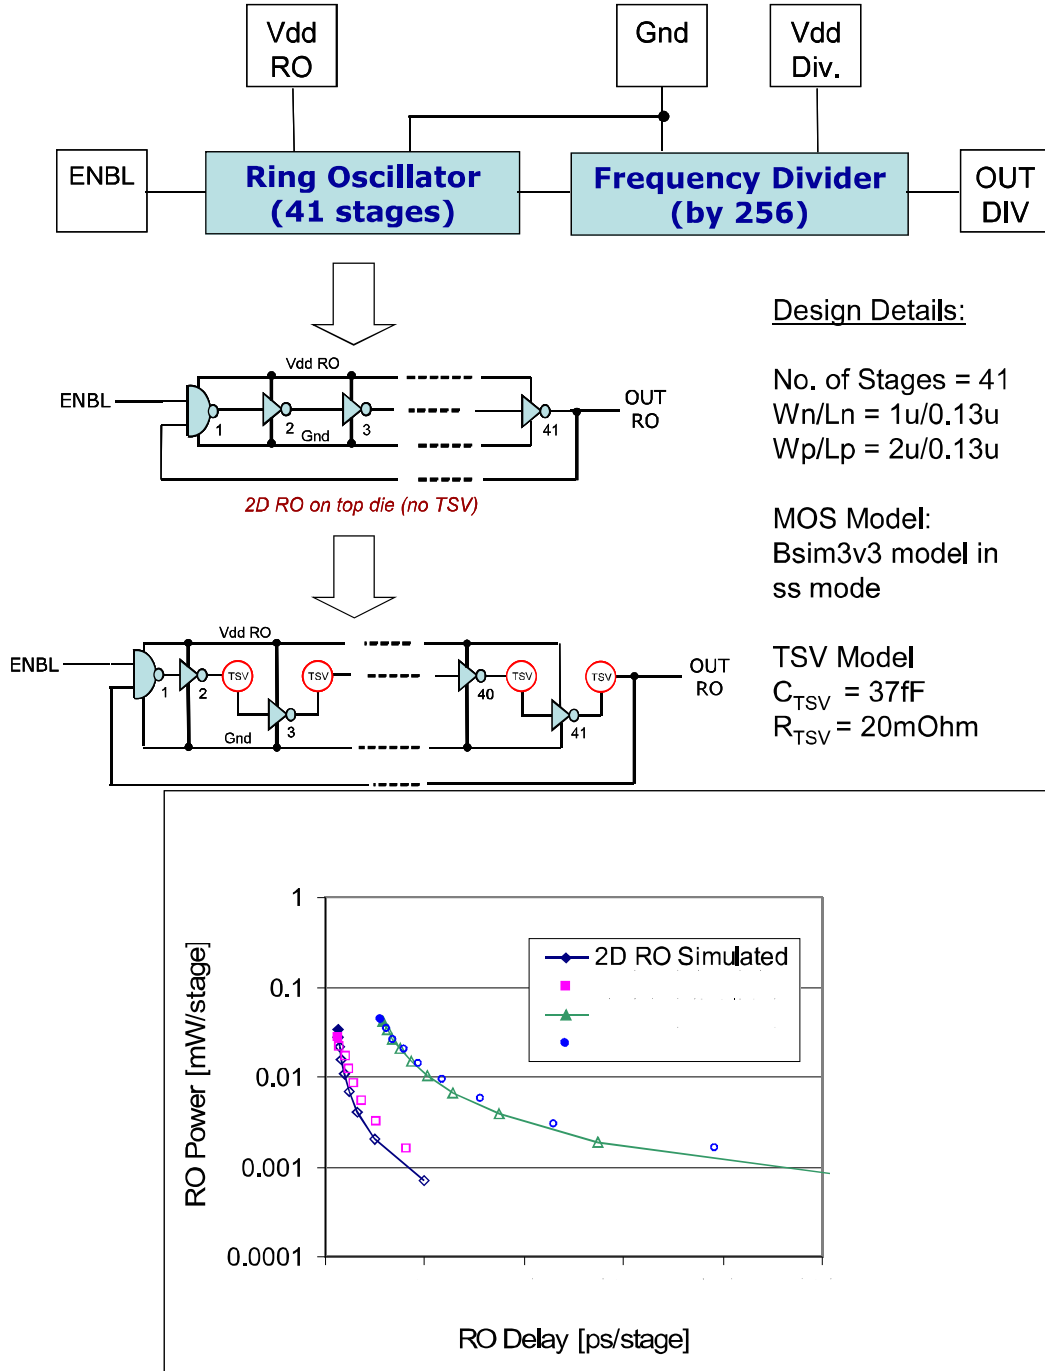 Vdd
RO
Gnd
Vdd
Div.
ENBL
Ring Oscillator
(41 stages)
Frequency Divider
(by 256)
OUT
DIV
Design Details:
No. of Stages = 41
Wn/Ln = 1u/0.13u
Wp/Lp = 2u/0.13u
MOS Model:
Bsim3v3 model in
ss mode
TSV Model
C_TSV = 37fF
R_TSV = 20mOhm
Vdd RO
ENBL
1
2
3
41
Gnd
OUT
RO
2D RO on top die (no TSV)
Vdd RO
ENBL
1
2
TSV
3
TSV
40
TSV
41
TSV
Gnd
OUT
RO
RO Power [mW/stage]
1
0.1
0.01
0.001
0.0001
2D RO Simulated
RO Delay [ps/stage]